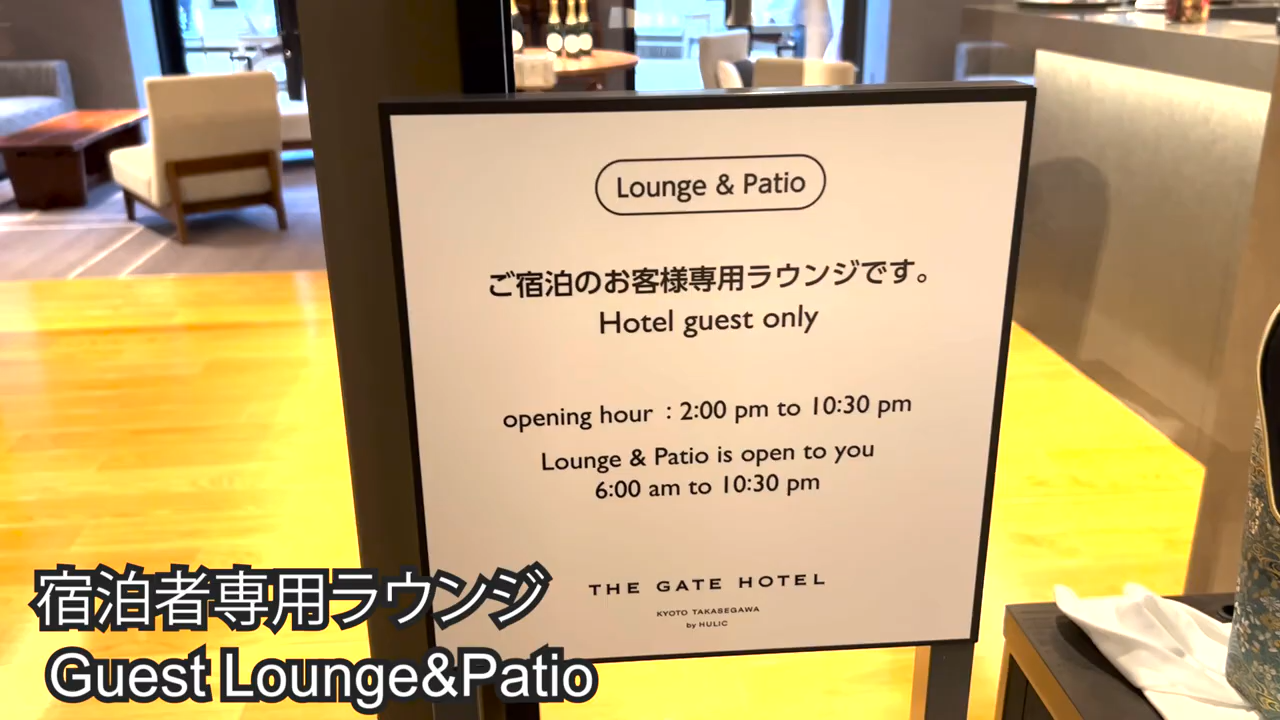 Lounge & Patio
ご宿泊のお客様専用ラウンジです。
Hotel guest only
opening hour : 2:00 pm to 10:30 pm
Lounge & Patio is open to you
6:00 am to 10:30 pm
THE GATE HOTEL
KYOTO TAKASEGAWA
by HULIC
宿泊者専用ラウンジ
Guest Lounge&Patio